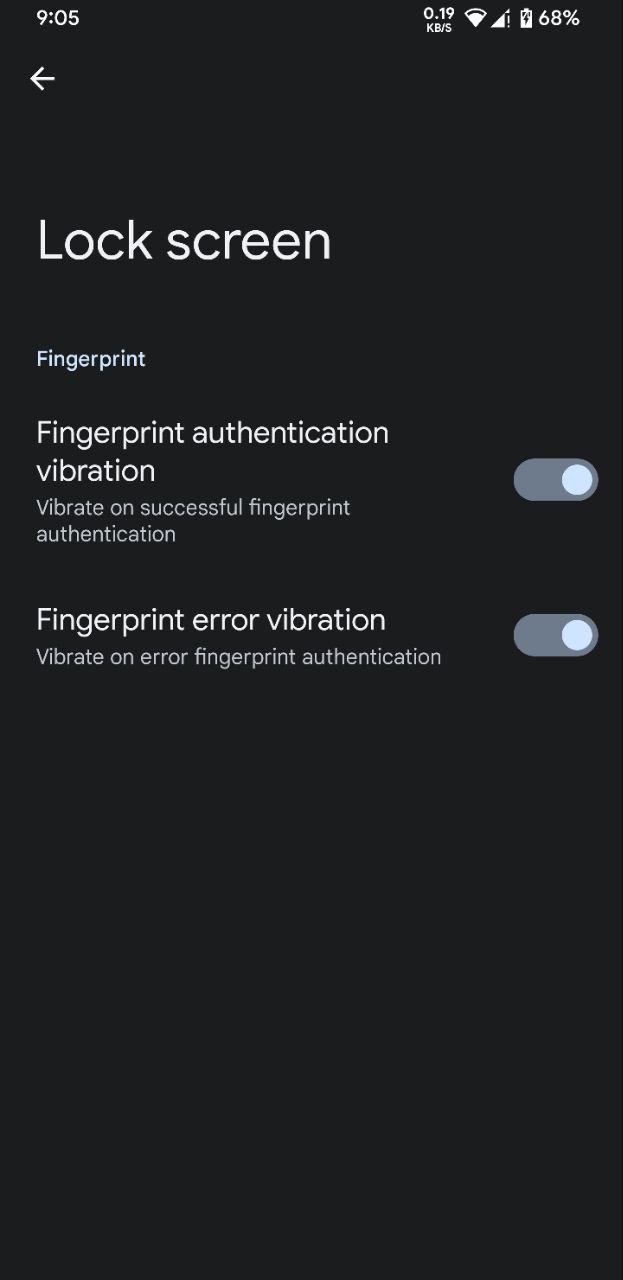 9:05
0.19
KB/S
68%
Lock screen
Fingerprint
Fingerprint authentication
vibration
Vibrate on successful fingerprint
authentication
Fingerprint error vibration
Vibrate on error fingerprint authentication